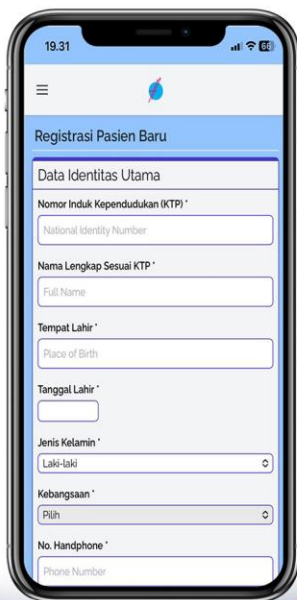 19.31
66
Registrasi Pasien Baru
Data Identitas Utama
Nomor Induk Kependudukan (KTP) *
National Identity Number
Nama Lengkap Sesuai KTP *
Full Name
Tempat Lahir *
Place of Birth
Tanggal Lahir *
Jenis Kelamin *
Laki-laki
Kebangsaan *
Pilih
No. Handphone *
Phone Number